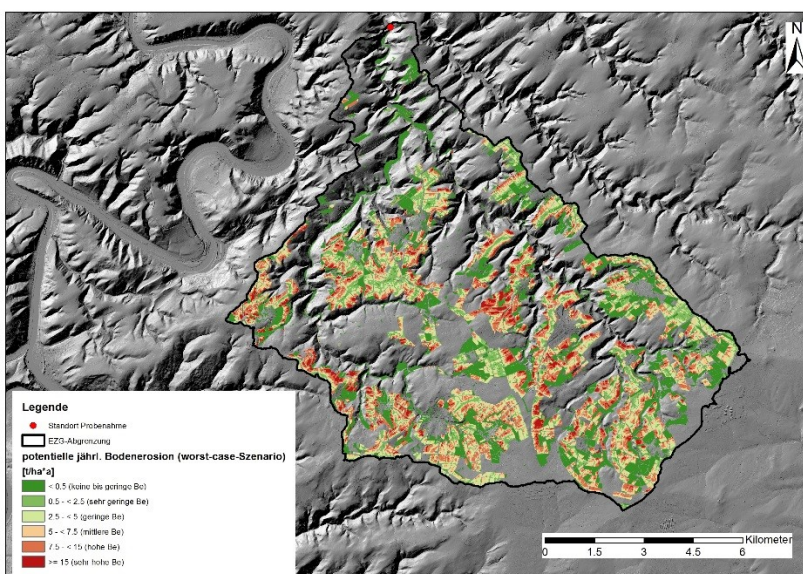 N
Legende
Standort Probenahme
EZG-Abgrenzung
potentielle jährl. Bodenerosion (worst-case-Szenario)
[t/ha*a]
< 0.5 (keine bis geringe Be)
0.5 - < 2.5 (sehr geringe Be)
2.5 - < 5 (geringe Be)
5 - < 7.5 (mittlere Be)
7.5 - < 15 (hohe Be)
>= 15 (sehr hohe Be)
Kilometer
0 1.5 3 4.5 6